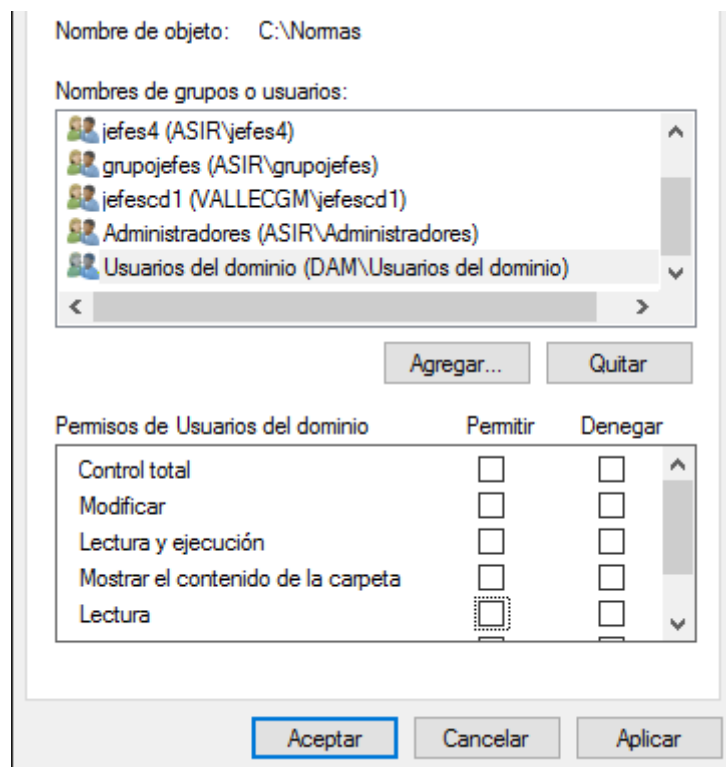 Nombre de objeto: C:\Normas
Nombres de grupos o usuarios:
jefes4 (ASIR\jefes4)
grupojefes (ASIR\grupojefes)
jefescd1 (VALLECGM\jefescd1)
Administradores (ASIR\Administradores)
Usuarios del dominio (DAM\Usuarios del dominio)
Agregar... Quitar
Permisos de Usuarios del dominio Permitir Denegar
Control total
Modificar
Lectura y ejecución
Mostrar el contenido de la carpeta
Lectura
Aceptar Cancelar Aplicar